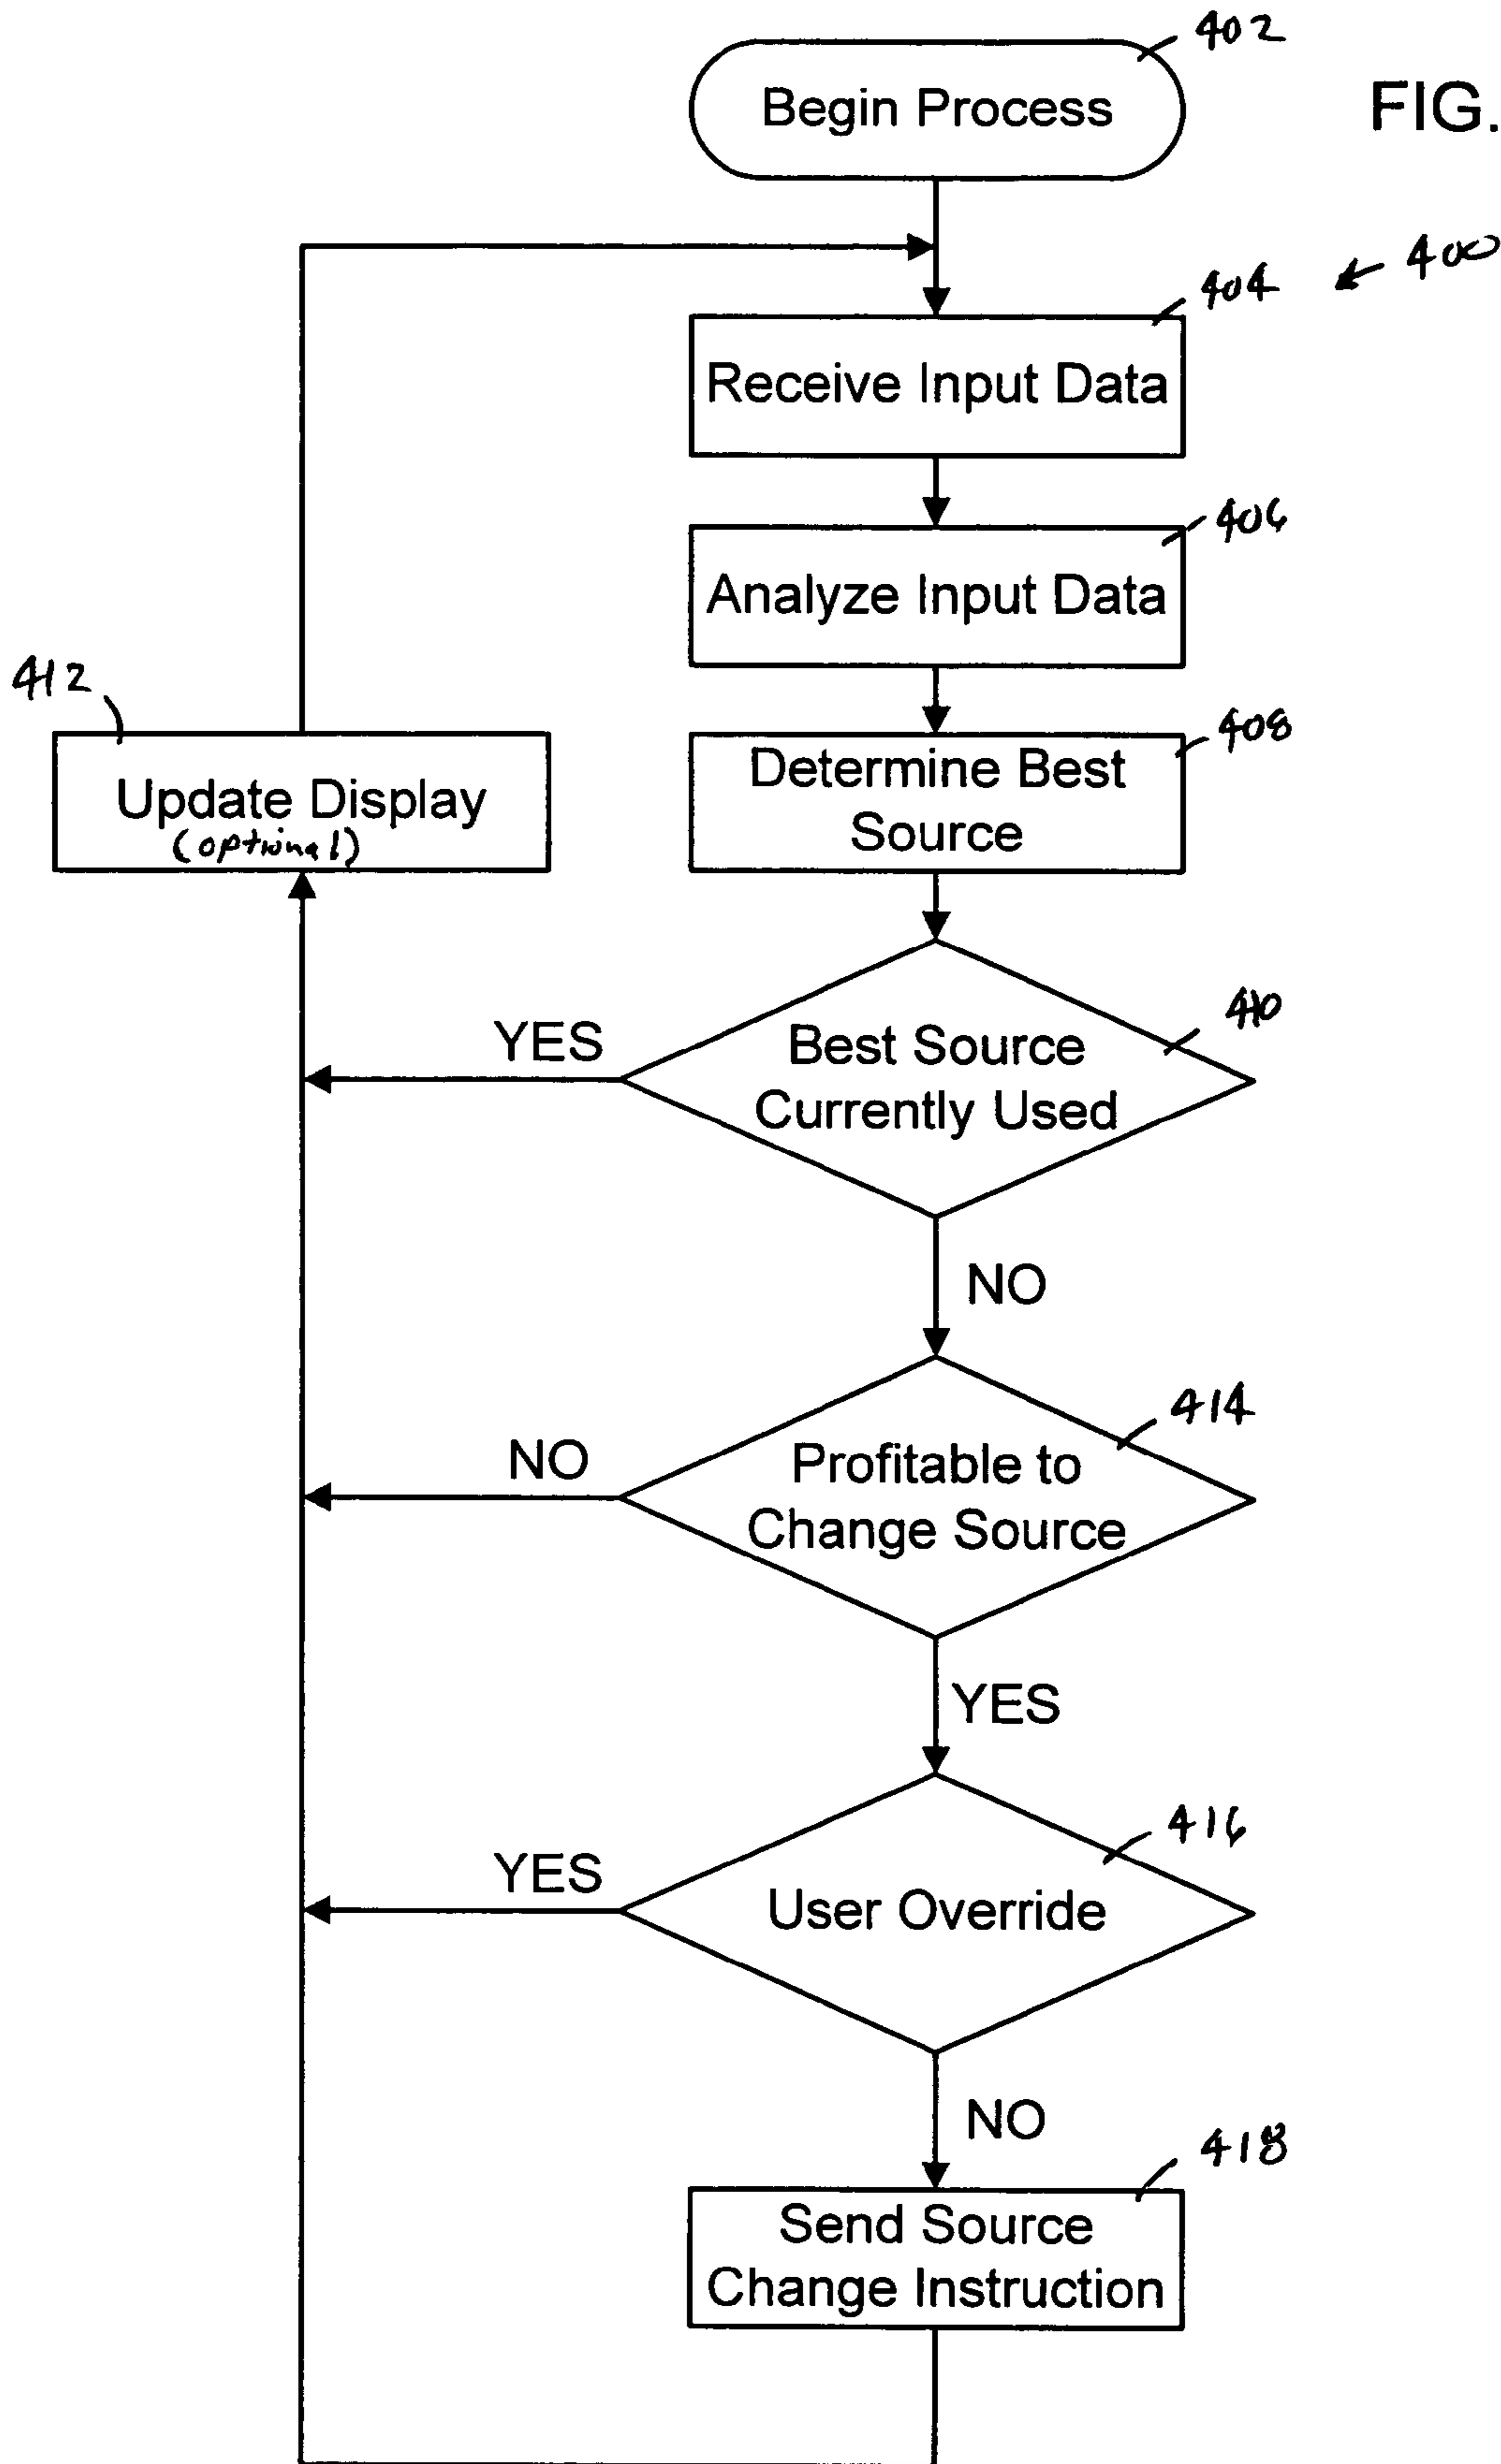 402
Begin Process
FIG.
400
404
Receive Input Data
406
Analyze Input Data
412
Update Display
(optional)
408
Determine Best
Source
410
YES
Best Source
Currently Used
NO
414
NO
Profitable to
Change Source
YES
416
YES
User Override
NO
418
Send Source
Change Instruction